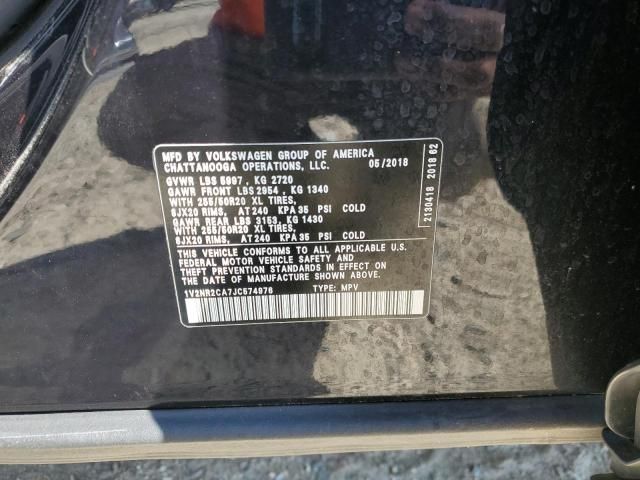 MFD BY VOLKSWAGEN GROUP OF AMERICA
CHATTANOOGA OPERATIONS, LLC. 05/2018
GVWR LBS 5997, KG 2720
GAWR FRONT LBS 2954, KG 1340
WITH 255/50R20 XL TIRES,
8JX20 RIMS, AT 240 KPA 35 PSI COLD
GAWR REAR LBS 3153, KG 1430
WITH 255/50R20 XL TIRES,
8JX20 RIMS, AT 240 KPA 35 PSI COLD
THIS VEHICLE CONFORMS TO ALL APPLICABLE U.S.
FEDERAL MOTOR VEHICLE SAFETY AND
THEFT PREVENTION STANDARDS IN EFFECT ON
THE DATE OF MANUFACTURE SHOWN ABOVE.
1V2NR2CA7JC574976 TYPE: MPV
2130418 2018 62